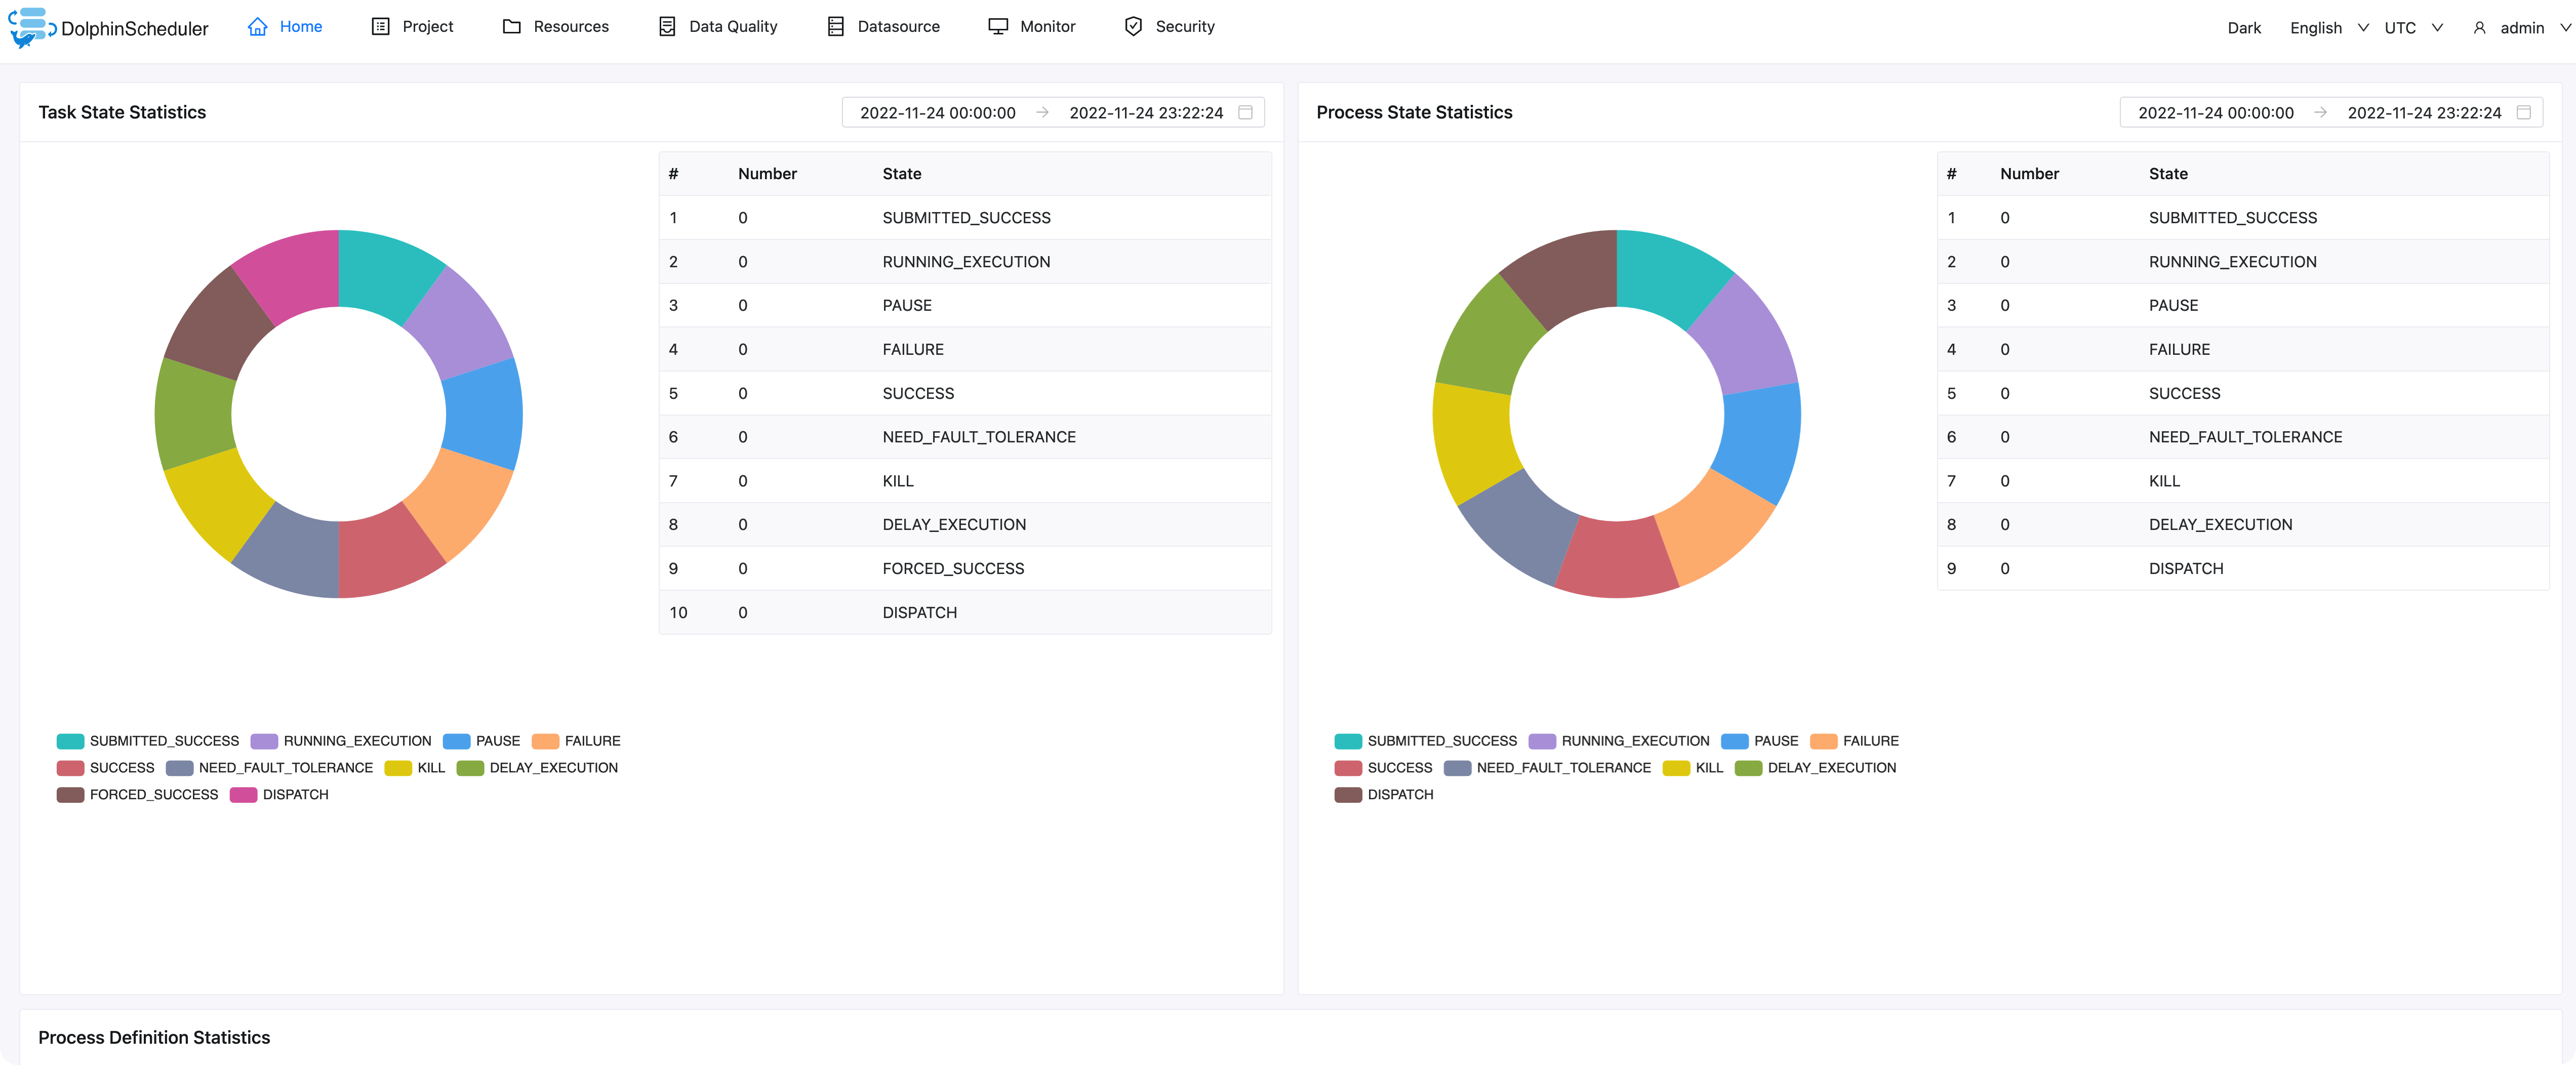 DolphinScheduler Home Project Resources Data Quality Datasource Monitor Security Dark English UTC admin
Task State Statistics 2022-11-24 00:00:00 2022-11-24 23:22:24
# Number State
1 0 SUBMITTED_SUCCESS
2 0 RUNNING_EXECUTION
3 0 PAUSE
4 0 FAILURE
5 0 SUCCESS
6 0 NEED_FAULT_TOLERANCE
7 0 KILL
8 0 DELAY_EXECUTION
9 0 FORCED_SUCCESS
10 0 DISPATCH
SUBMITTED_SUCCESS RUNNING_EXECUTION PAUSE FAILURE
SUCCESS NEED_FAULT_TOLERANCE KILL DELAY_EXECUTION
FORCED_SUCCESS DISPATCH
Process State Statistics 2022-11-24 00:00:00 2022-11-24 23:22:24
# Number State
1 0 SUBMITTED_SUCCESS
2 0 RUNNING_EXECUTION
3 0 PAUSE
4 0 FAILURE
5 0 SUCCESS
6 0 NEED_FAULT_TOLERANCE
7 0 KILL
8 0 DELAY_EXECUTION
9 0 DISPATCH
SUBMITTED_SUCCESS RUNNING_EXECUTION PAUSE FAILURE
SUCCESS NEED_FAULT_TOLERANCE KILL DELAY_EXECUTION
DISPATCH
Process Definition Statistics